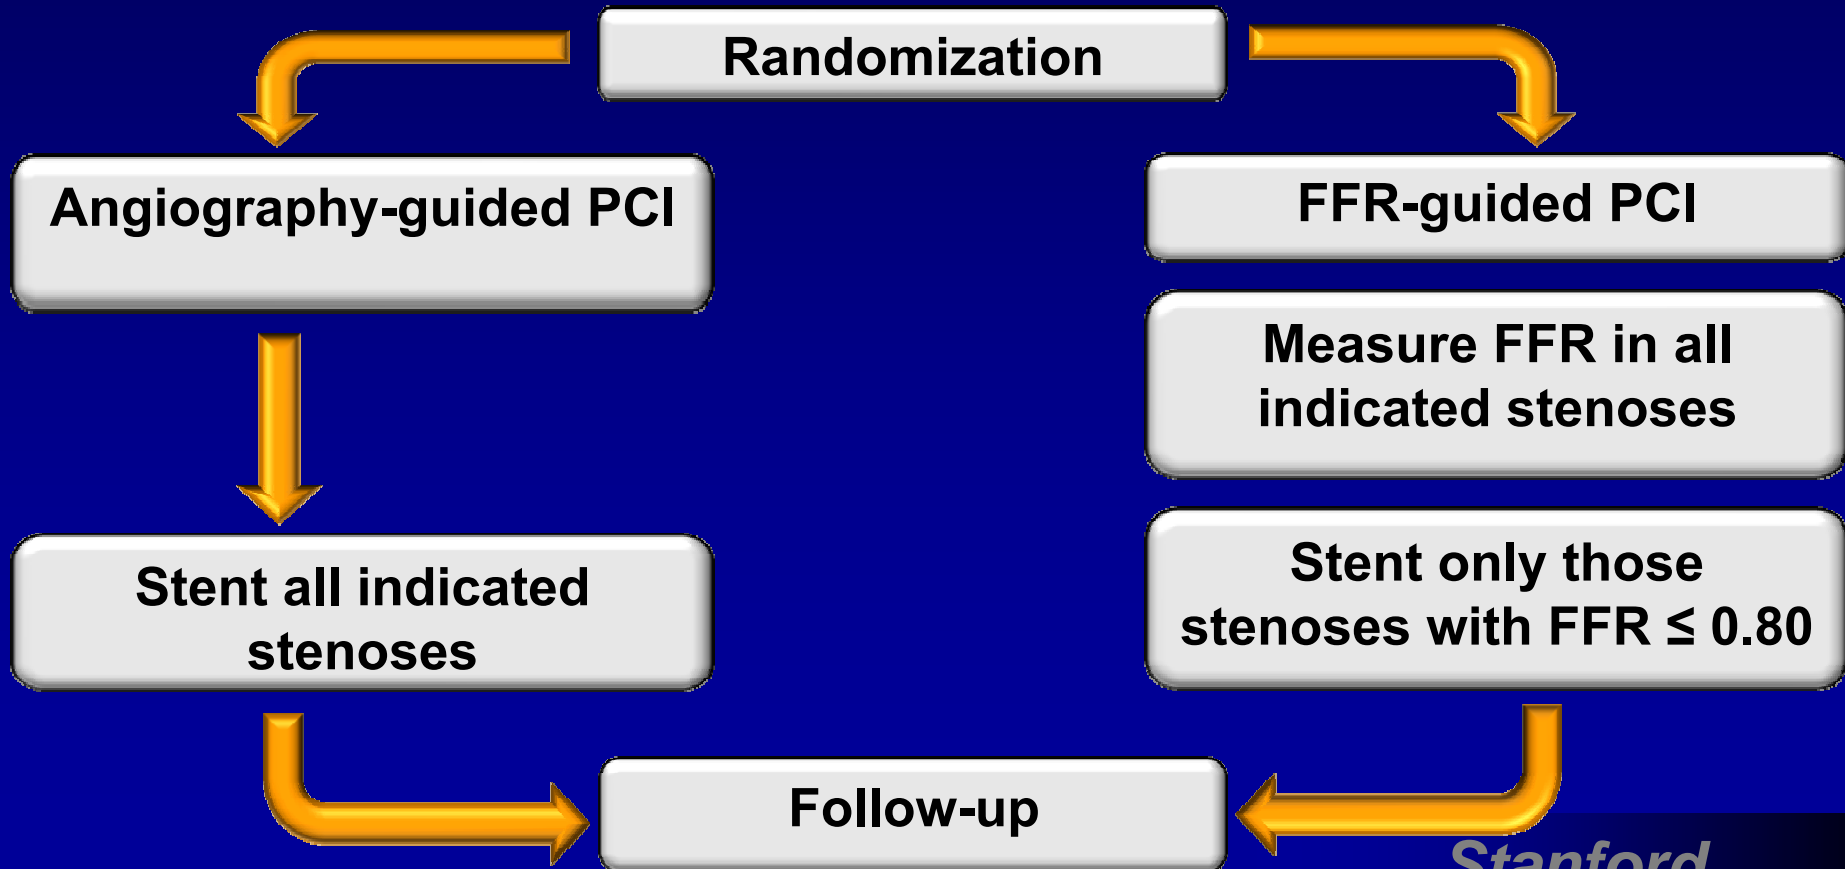 Randomization
Angiography-guided PCI
FFR-guided PCI
Measure FFR in all
indicated stenoses
Stent all indicated
stenoses
Stent only those
stenoses with FFR ≤ 0.80
Follow-up
Stanford